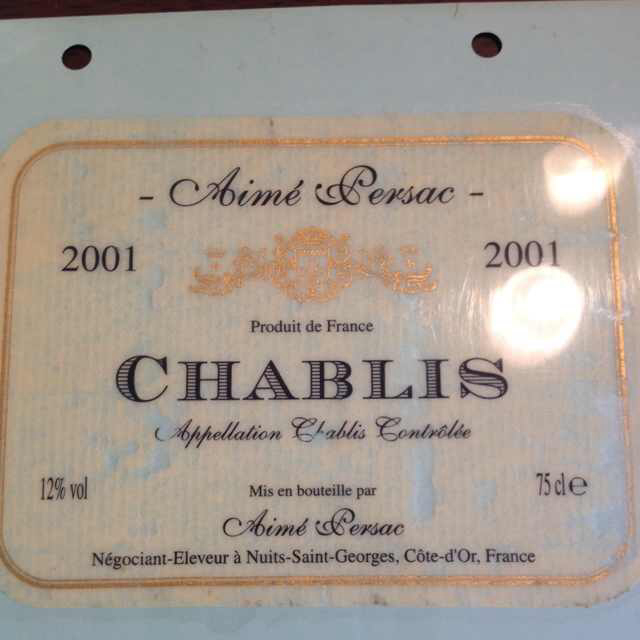 - Aimé Persac -
2001 2001
Produit de France
CHABLIS
Appellation Chablis Contrôlée
12% vol Mis en bouteille par 75 cl e
Aimé Persac
Négociant-Eleveur à Nuits-Saint-Georges, Côte-d'Or, France